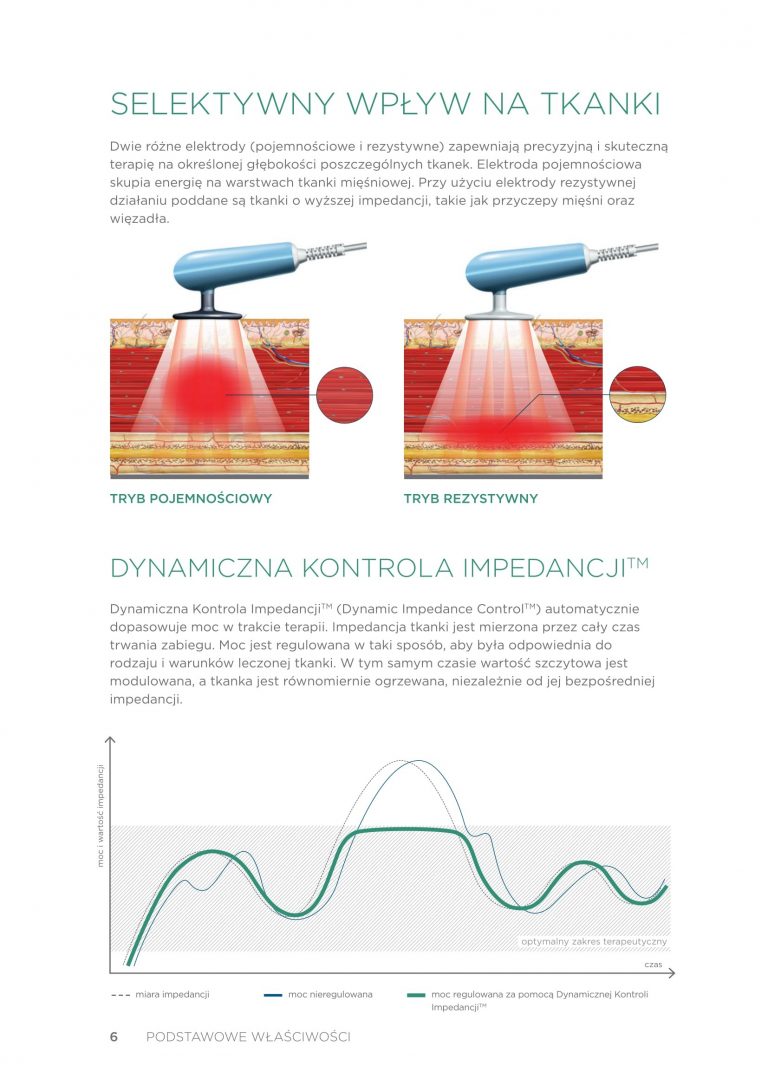 SELEKTYWNY WPŁYW NA TKANKI
Dwie różne elektrody (pojemnościowe i rezystywne) zapewniają precyzyjną i skuteczną
terapię na określonej głębokości poszczególnych tkanek. Elektroda pojemnościowa
skupia energię na warstwach tkanki mięśniowej. Przy użyciu elektrody rezystywnej
działaniu poddane są tkanki o wyższej impedancji, takie jak przyczepy mięśni oraz
więzadła.
TRYB POJEMNOŚCIOWY
TRYB REZYSTYWNY
DYNAMICZNA KONTROLA IMPEDANCJI™
Dynamiczna Kontrola Impedancji™ (Dynamic Impedance Control™) automatycznie
dopasowuje moc w trakcie terapii. Impedancja tkanki jest mierzona przez cały czas
trwania zabiegu. Moc jest regulowana w taki sposób, aby była odpowiednia do
rodzaju i warunków leczonej tkanki. W tym samym czasie wartość szczytowa jest
modulowana, a tkanka jest równomiernie ogrzewana, niezależnie od jej bezpośredniej
impedancji.
moc i wartość impedancji
optymalny zakres terapeutyczny
czas
miara impedancji
moc nieregulowana
moc regulowana za pomocą Dynamicznej Kontroli
Impedancji™
6 PODSTAWOWE WŁAŚCIWOŚCI